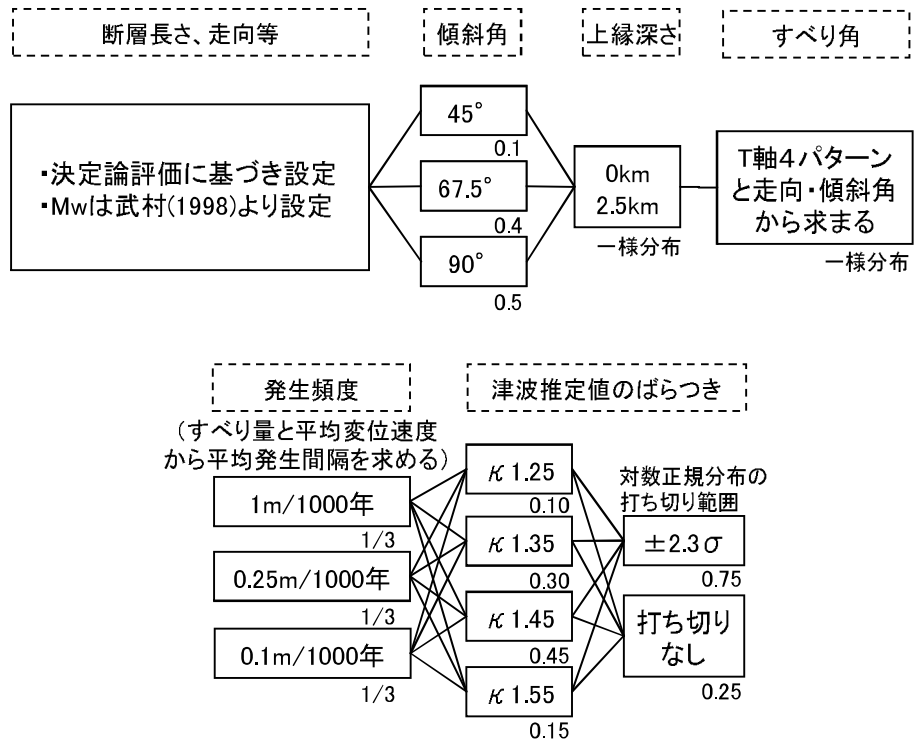 断層長さ、走向等
傾斜角
上縁深さ
すべり角
・決定論評価に基づき設定
・Mwは武村(1998)より設定
45°
0.1
67.5°
0.4
90°
0.5
0km
2.5km
一様分布
T軸４パターン
と走向・傾斜角
から求まる
一様分布
発生頻度
（すべり量と平均変位速度
から平均発生間隔を求める）
1m/1000年
1/3
0.25m/1000年
1/3
0.1m/1000年
1/3
津波推定値のばらつき
κ1.25
0.10
κ1.35
0.30
κ1.45
0.45
κ1.55
0.15
対数正規分布の
打ち切り範囲
±2.3σ
0.75
打ち切り
なし
0.25